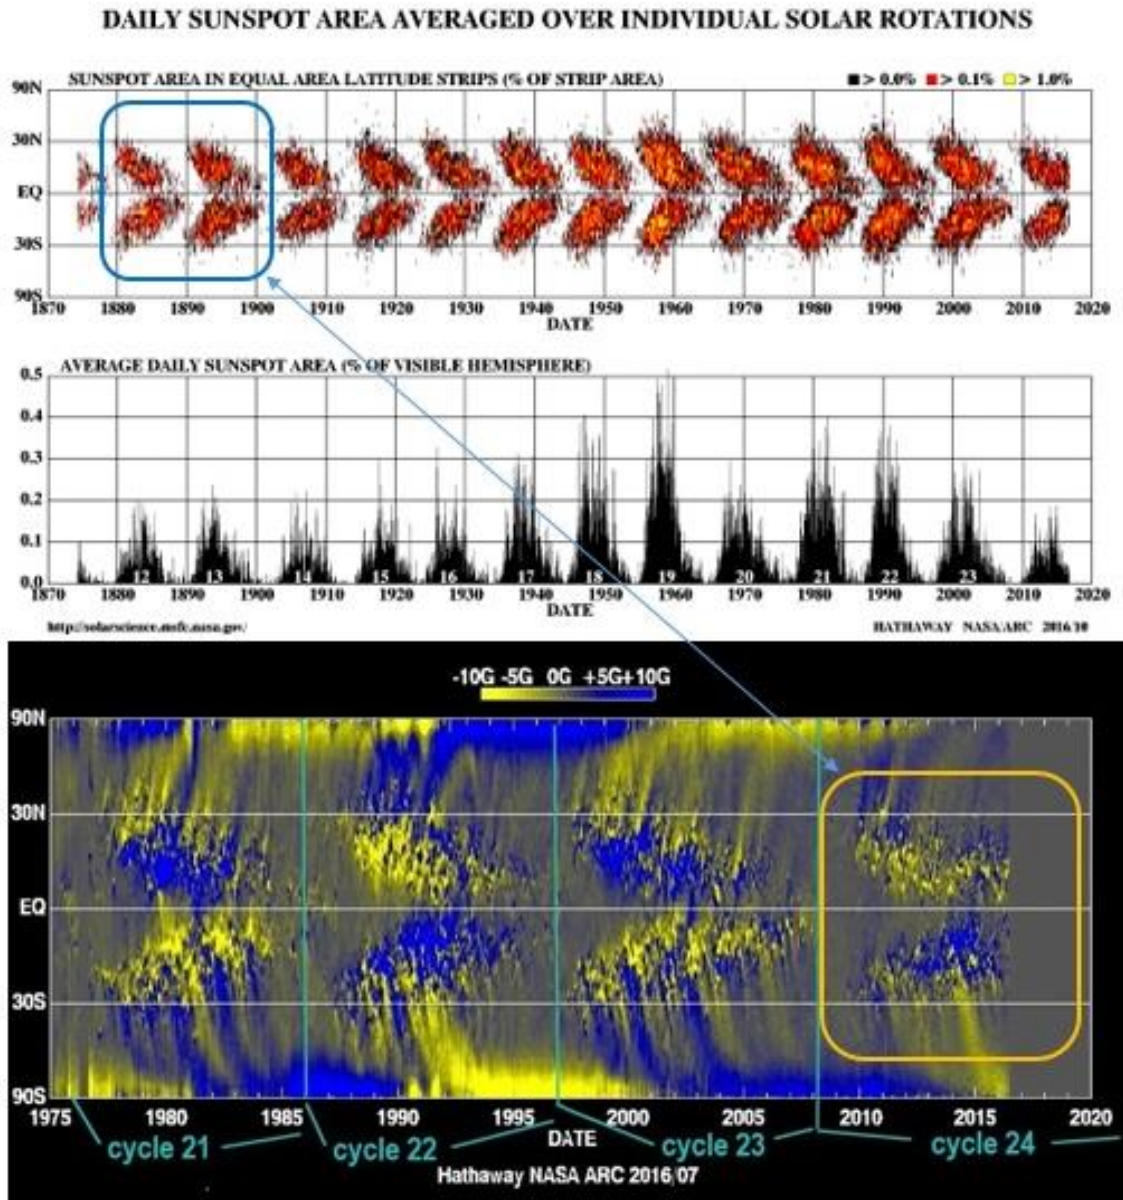 DAILY SUNSPOT AREA AVERAGED OVER INDIVIDUAL SOLAR ROTATIONS
SUNSPOT AREA IN EQUAL AREA LATITUDE STRIPS (% OF STRIP AREA) > 0.0% > 0.1% > 1.0%
90N
30N
EQ
30S
90S
1870 1880 1890 1900 1910 1920 1930 1940 1950 1960 1970 1980 1990 2000 2010 2020
DATE
AVERAGE DAILY SUNSPOT AREA (% OF VISIBLE HEMISPHERE)
0.5
0.4
0.3
0.2
0.1
0.0
12 13 14 15 16 17 18 19 20 21 22 23
1870 1880 1890 1900 1910 1920 1930 1940 1950 1960 1970 1980 1990 2000 2010 2020
DATE
http://solarscience.msfc.nasa.gov/ HATHAWAY NASA/ARC 2016/10
-10G -5G 0G +5G +10G
90N
30N
EQ
30S
90S
1975 1980 1985 1990 1995 2000 2005 2010 2015 2020
DATE
cycle 21 cycle 22 cycle 23 cycle 24
Hathaway NASA ARC 2016/07